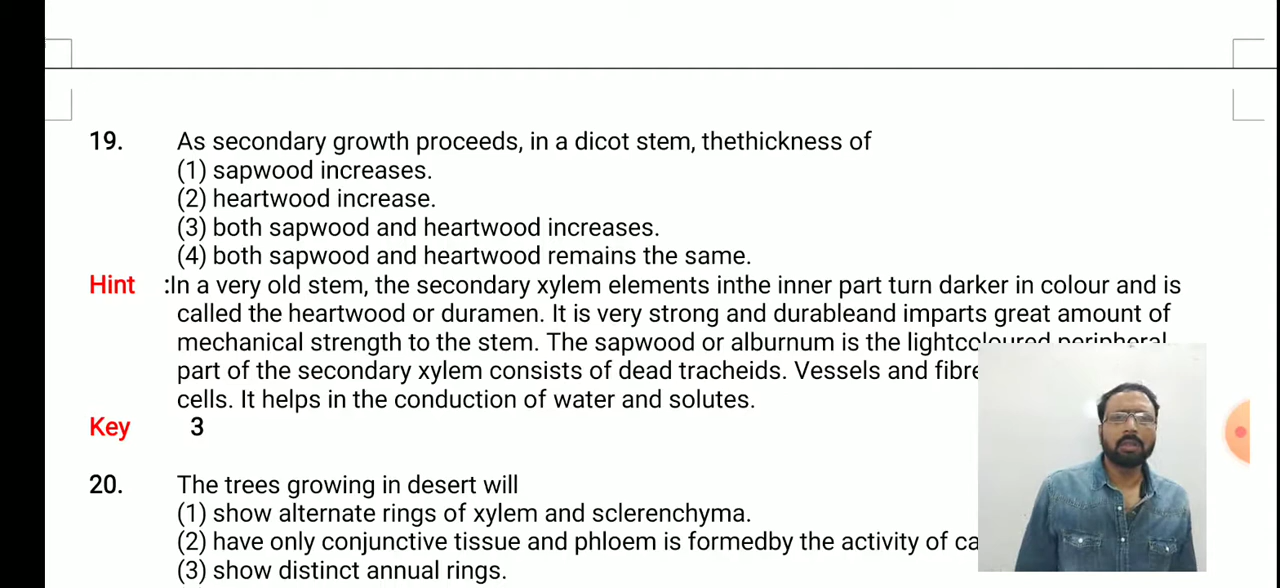 19. As secondary growth proceeds, in a dicot stem, thethickness of
(1) sapwood increases.
(2) heartwood increase.
(3) both sapwood and heartwood increases.
(4) both sapwood and heartwood remains the same.
Hint :In a very old stem, the secondary xylem elements inthe inner part turn darker in colour and is
called the heartwood or duramen. It is very strong and durableand imparts great amount of
mechanical strength to the stem. The sapwood or alburnum is the lightcoloured peripheral
part of the secondary xylem consists of dead tracheids. Vessels and
cells. It helps in the conduction of water and solutes.
Key 3
20. The trees growing in desert will
(1) show alternate rings of xylem and sclerenchyma.
(2) have only conjunctive tissue and phloem is formedby the activity of
(3) show distinct annual rings.